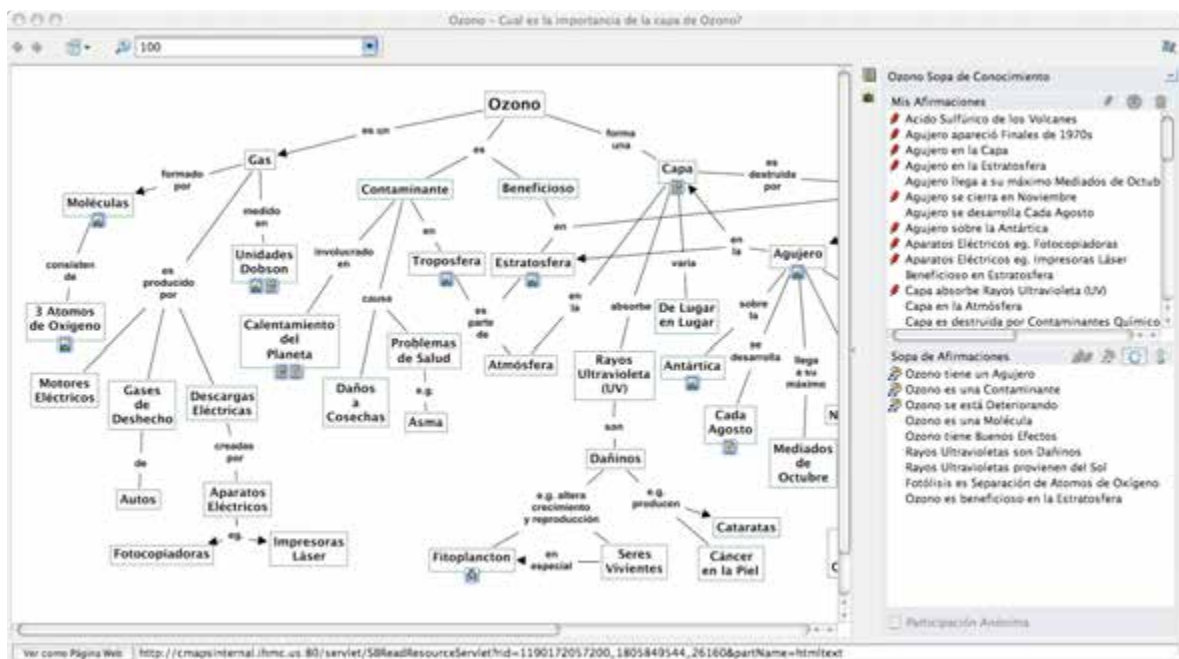 Ozono - Cual es la importancia de la capa de Ozono?
100
Ozono
es un
es
forma
una
Gas
Contaminante
Beneficioso
Capa
es
destruida
por
formado
por
Moléculas
medido
en
Unidades
Dobson
involucrado
en
en
Troposfera
en
Estratosfera
en
la
Agujero
consisten
de
3 Atomos
de Oxígeno
es
producido
por
causa
es
parte
de
en
la
absorbe
varía
De Lugar
en Lugar
sobre
la
se
desarrolla
llega
a su
máximo
Calentamiento
del
Planeta
Problemas
de Salud
Atmósfera
Rayos
Ultravioleta
(UV)
Antártica
Motores
Eléctricos
Gases
de
Deshecho
Descargas
Eléctricas
Daños
a
Cosechas
e.g.
Asma
son
Cada
Agosto
Mediados
de
Octubre
de
creadas
por
Dañinos
Autos
Aparatos
Eléctricos
e.g. altera
crecimiento
y reproducción
e.g.
producen
Cataratas
eg.
Fotocopiadoras
Impresoras
Láser
Fitoplancton
en
especial
Seres
Vivientes
Cáncer
en la Piel
Ozono Sopa de Conocimiento
Mis Afirmaciones
Acido Sulfúrico de los Volcanes
Agujero apareció Finales de 1970s
Agujero en la Capa
Agujero en la Estratosfera
Agujero llega a su máximo Mediados de Octub
Agujero se cierra en Noviembre
Agujero se desarrolla Cada Agosto
Agujero sobre la Antártica
Aparatos Eléctricos eg. Fotocopiadoras
Aparatos Eléctricos eg. Impresoras Láser
Beneficioso en Estratosfera
Capa absorbe Rayos Ultravioleta (UV)
Capa en la Atmósfera
Capa es destruida por Contaminantes Químico
Sopa de Afirmaciones
Ozono tiene un Agujero
Ozono es una Contaminante
Ozono se está Deteriorando
Ozono es una Molécula
Ozono tiene Buenos Efectos
Rayos Ultravioletas son Dañinos
Rayos Ultravioletas provienen del Sol
Fotólisis es Separación de Atomos de Oxígeno
Ozono es beneficioso en la Estratosfera
Participación Anónima
Ver como Página Web
http://cmapsinternal.ihmc.us:80/servlet/SBReadResourceServlet?rid=1190172057200_1805849544_26160&partName=htmltext